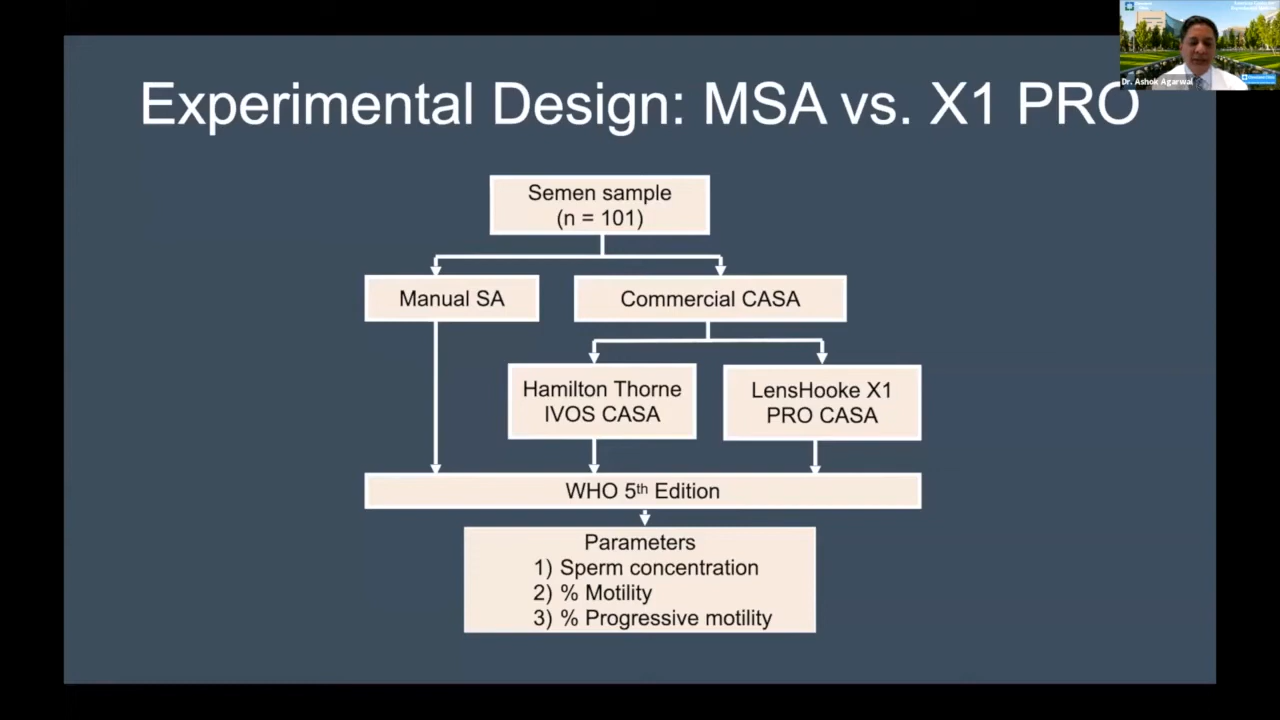 Experimental Design: MSA vs. X1 PRO
Dr. Ashok Agarwal
Semen sample
(n = 101)
Manual SA
Commercial CASA
Hamilton Thorne
IVOS CASA
LensHooke X1
PRO CASA
WHO 5th Edition
Parameters
1) Sperm concentration
2) % Motility
3) % Progressive motility